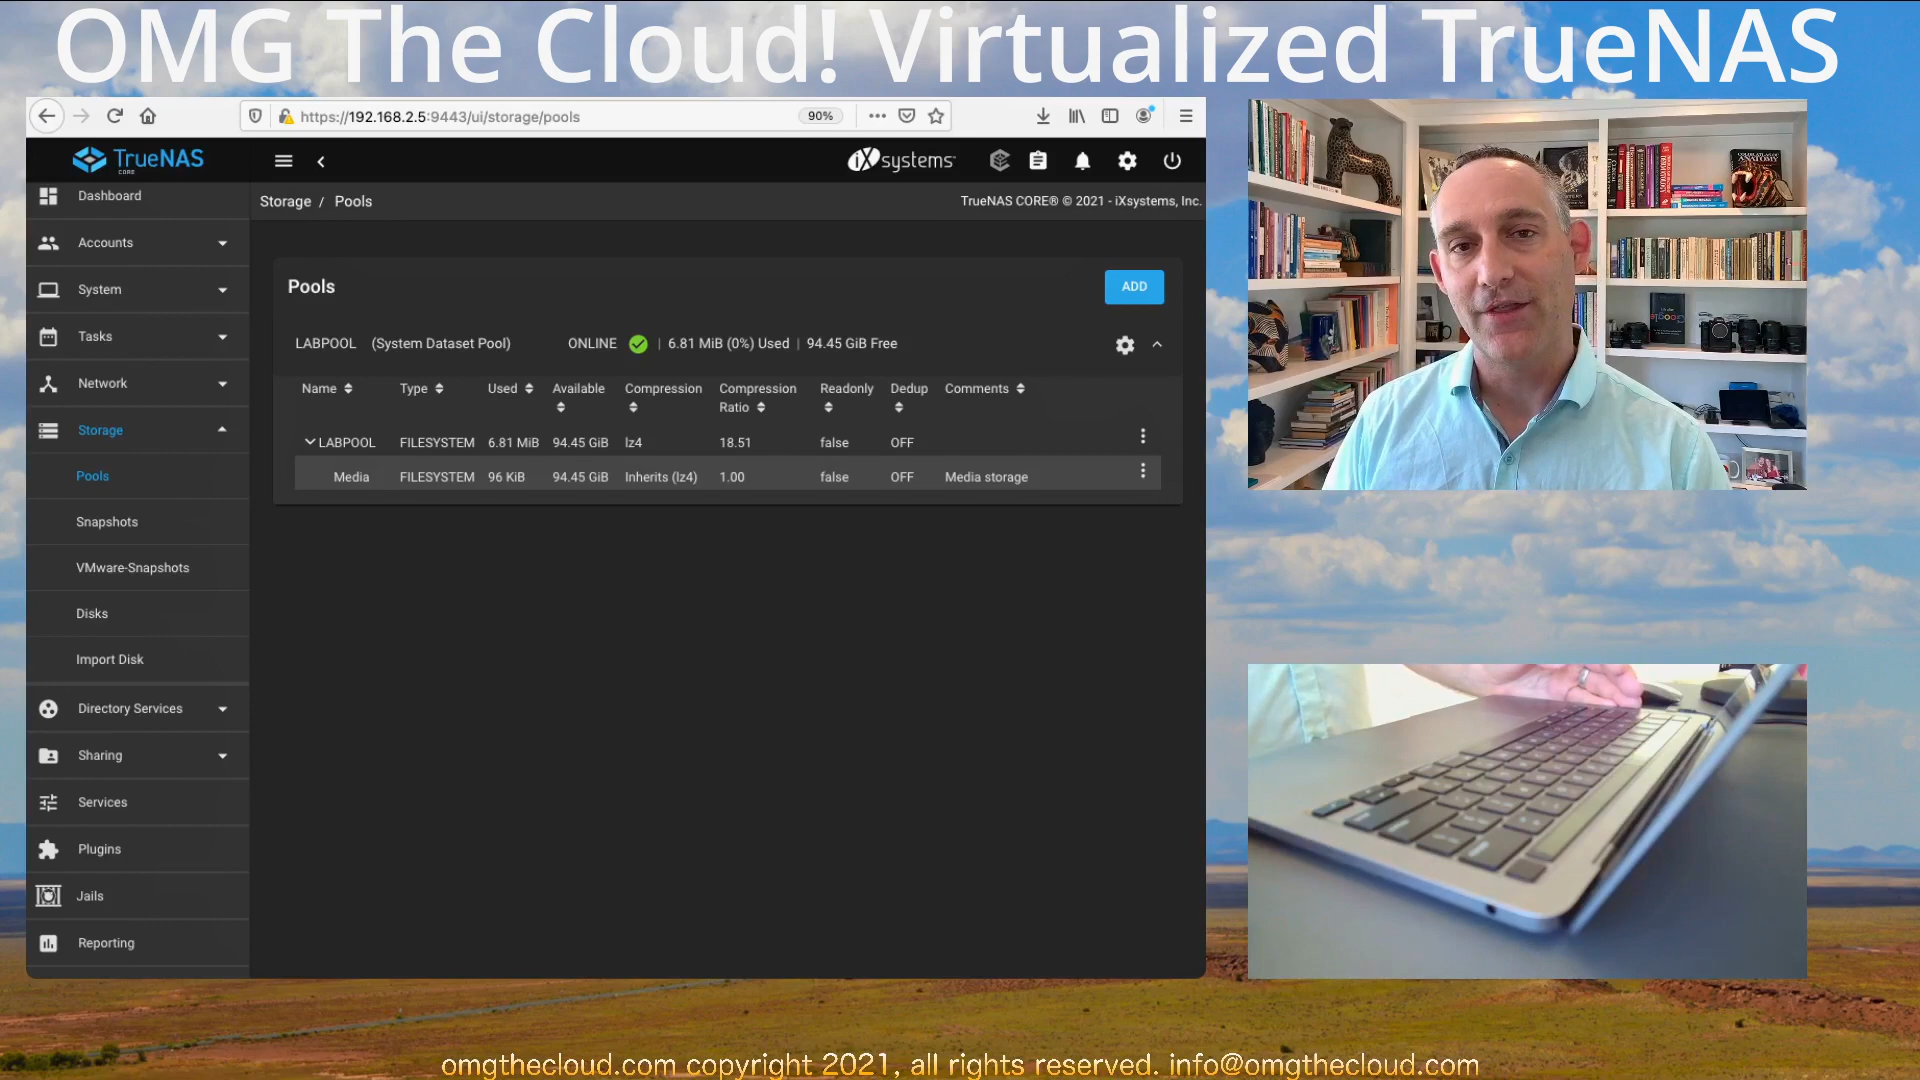 OMG The Cloud! Virtualized TrueNAS
https://192.168.2.5:9443/ui/storage/pools
90%
TrueNAS
CORE
iXsystems
Storage / Pools
TrueNAS CORE® © 2021 - iXsystems, Inc.
Dashboard
Accounts
System
Tasks
Network
Storage
Pools
Snapshots
VMware-Snapshots
Disks
Import Disk
Directory Services
Sharing
Services
Plugins
Jails
Reporting
Pools
ADD
LABPOOL (System Dataset Pool) ONLINE | 6.81 MiB (0%) Used | 94.45 GiB Free
Name Type Used Available Compression Compression Ratio Readonly Dedup Comments
LABPOOL FILESYSTEM 6.81 MiB 94.45 GiB lz4 18.51 false OFF
Media FILESYSTEM 96 KiB 94.45 GiB Inherits (lz4) 1.00 false OFF Media storage
ANATOMY
Google
omgthecloud.com copyright 2021, all rights reserved. info@omgthecloud.com